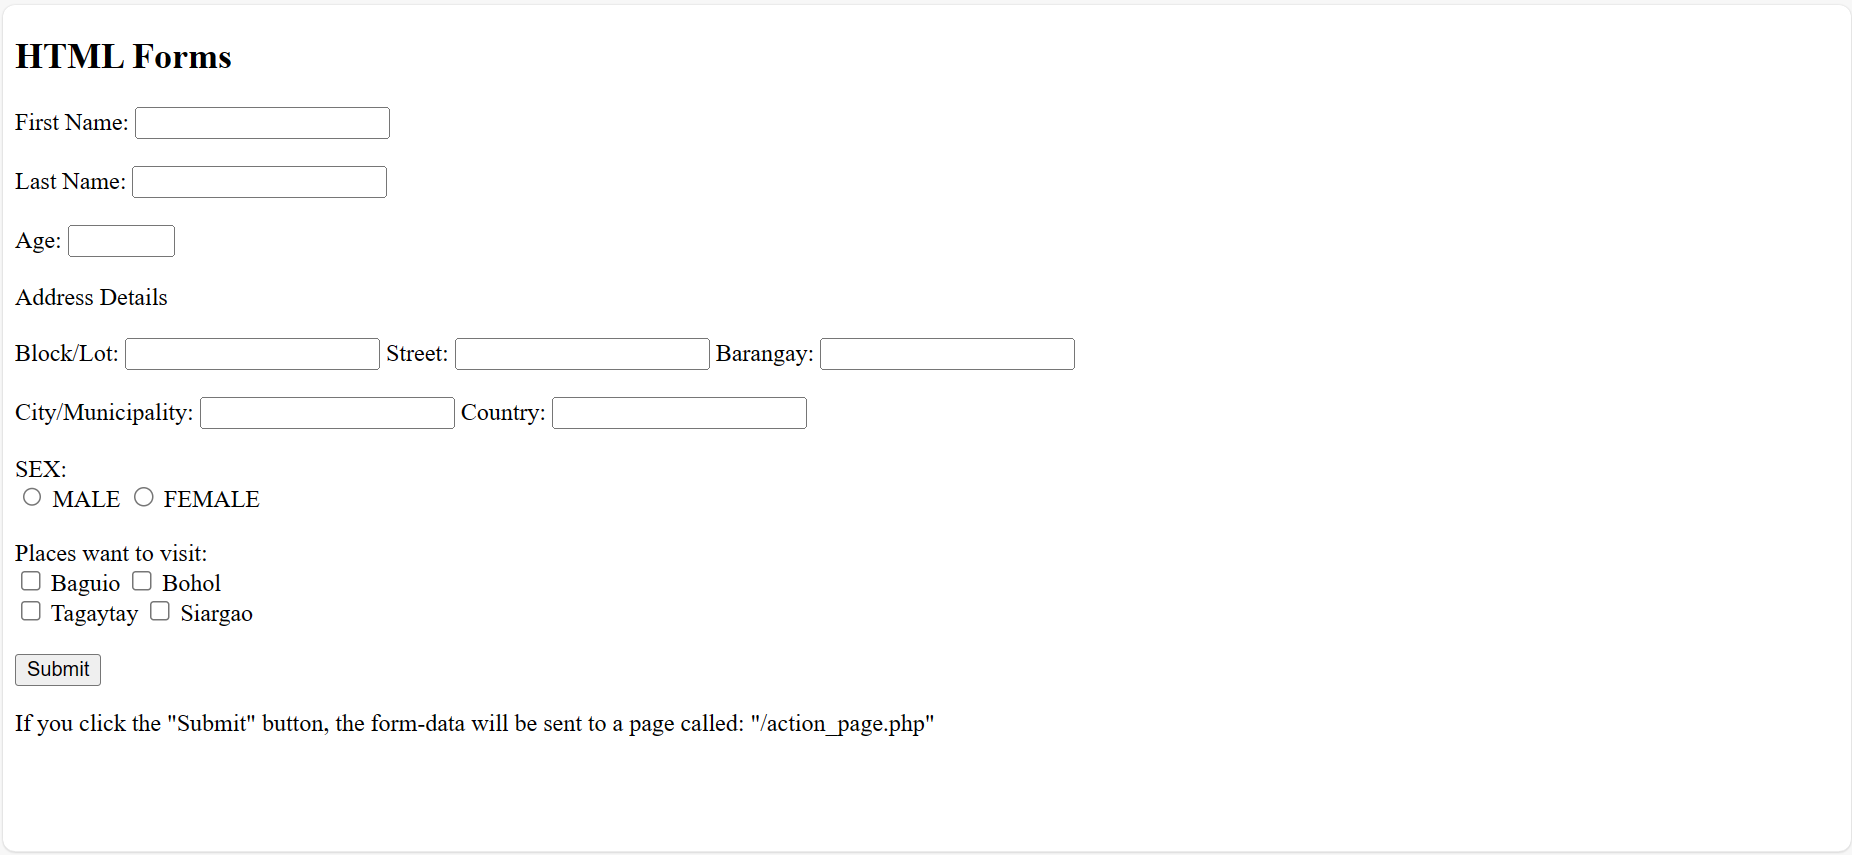 HTML Forms
First Name:
Last Name:
Age:
Address Details
Block/Lot: Street: Barangay:
City/Municipality: Country:
SEX:
MALE FEMALE
Places want to visit:
Baguio Bohol
Tagaytay Siargao
Submit
If you click the "Submit" button, the form-data will be sent to a page called: "/action_page.php"